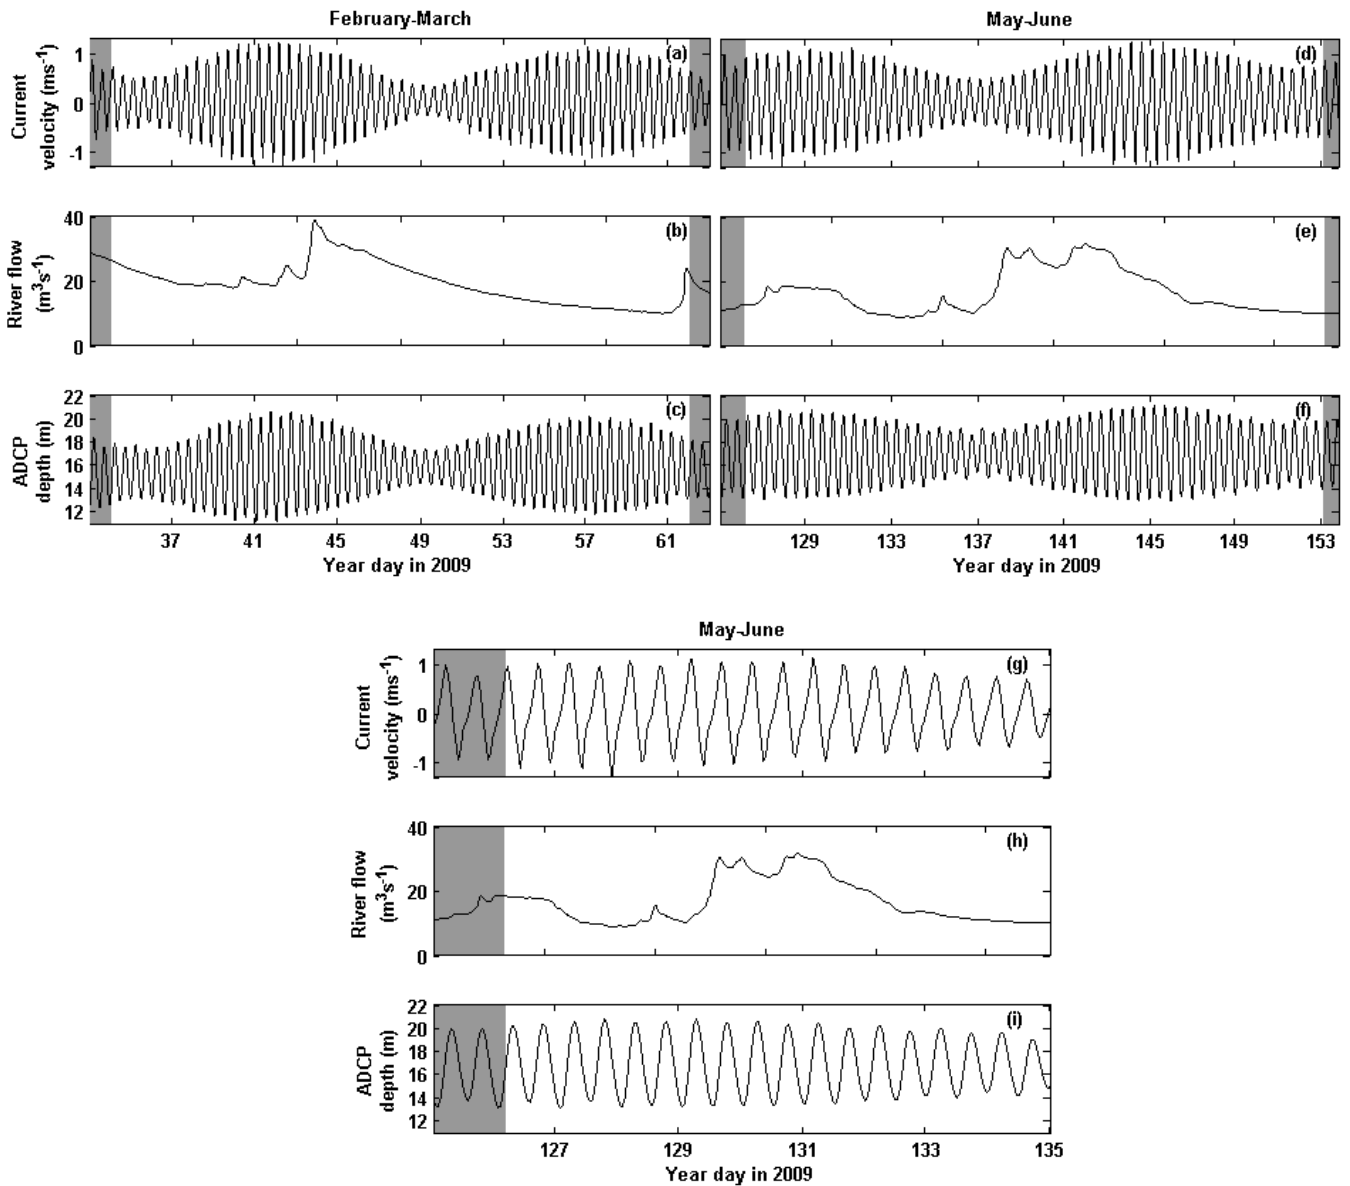 February-March
May-June
Current
velocity (ms-1)
1
0
-1
(a)
(d)
River flow
(m3s-1)
40
20
0
(b)
(e)
ADCP
depth (m)
22
20
18
16
14
12
(c)
(f)
37 41 45 49 53 57 61
129 133 137 141 145 149 153
Year day in 2009
Year day in 2009
May-June
Current
velocity (ms-1)
1
0
-1
(g)
River flow
(m3s-1)
40
20
0
(h)
ADCP
depth (m)
22
20
18
16
14
12
(i)
127 129 131 133 135
Year day in 2009